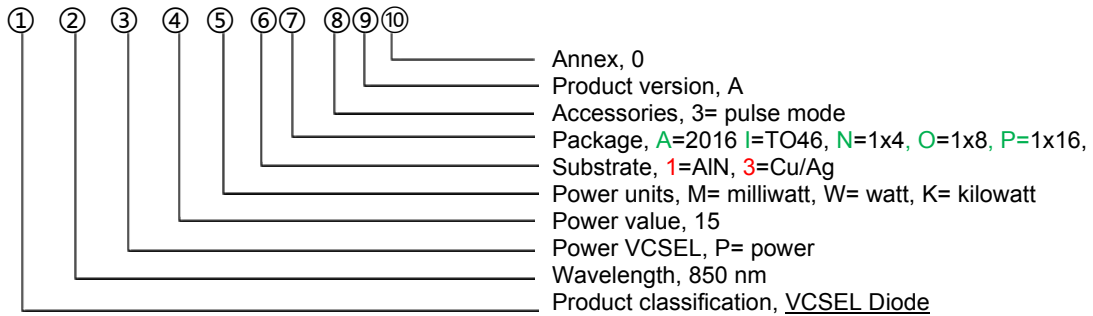 ① ② ③ ④ ⑤ ⑥⑦ ⑧⑨⑩
Annex, 0
Product version, A
Accessories, 3= pulse mode
Package, A=2016 I=TO46, N=1x4, O=1x8, P=1x16,
Substrate, 1=AlN, 3=Cu/Ag
Power units, M= milliwatt, W= watt, K= kilowatt
Power value, 15
Power VCSEL, P= power
Wavelength, 850 nm
Product classification, VCSEL Diode